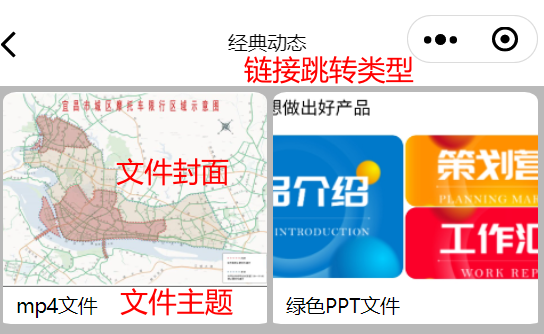 经典动态
链接跳转类型
宜昌市城区摩托车限行区域示意图
文件封面
mp4文件
文件主题
想做出好产品
品介绍
INTRODUCTION
策划营
PLANNING MAR
工作汇
WORK REP
绿色PPT文件